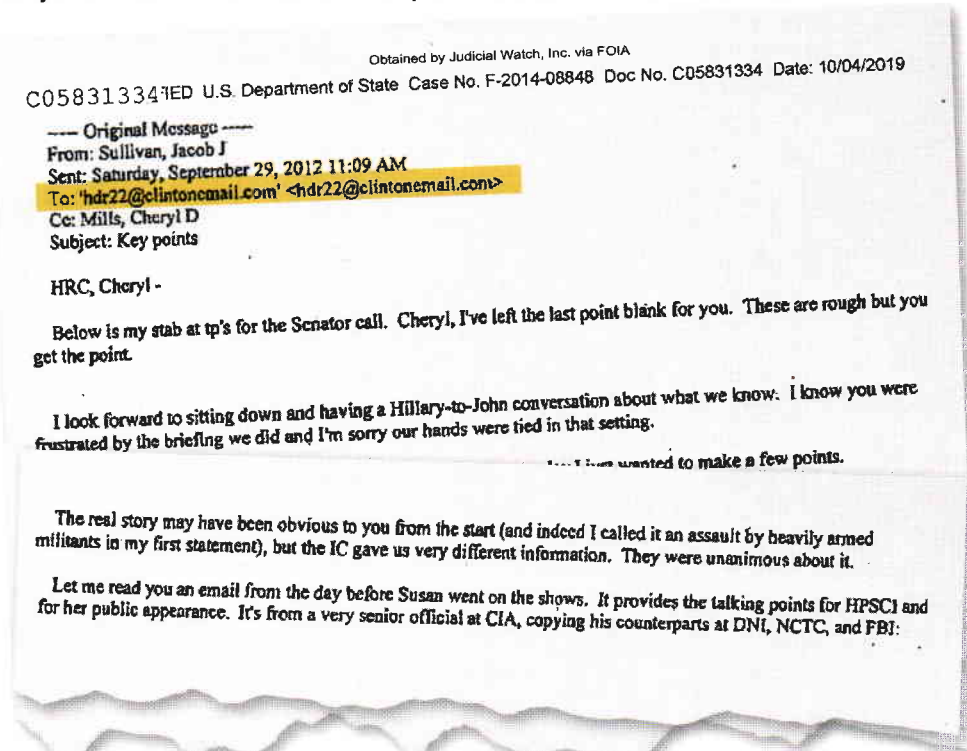 Obtained by Judicial Watch, Inc. via FOIA
C05831334IED U.S. Department of State Case No. F-2014-08848 Doc No. C05831334 Date: 10/04/2019
---- Original Message ----
From: Sullivan, Jacob J
Sent: Saturday, September 29, 2012 11:09 AM
To: 'hdr22@clintonemail.com' <hdr22@clintonemail.com>
Cc: Mills, Cheryl D
Subject: Key points
HRC, Cheryl -
Below is my stab at tp's for the Senator call. Cheryl, I've left the last point blank for you. These are rough but you
get the point.
I look forward to sitting down and having a Hillary-to-John conversation about what we know. I know you were
frustrated by the briefing we did and I'm sorry our hands were tied in that setting.
wanted to make a few points.
The real story may have been obvious to you from the start (and indeed I called it an assault by heavily armed
militants in my first statement), but the IC gave us very different information. They were unanimous about it.
Let me read you an email from the day before Susan went on the shows. It provides the talking points for HPSCI and
for her public appearance. It's from a very senior official at CIA, copying his counterparts at DNI, NCTC, and FBI: